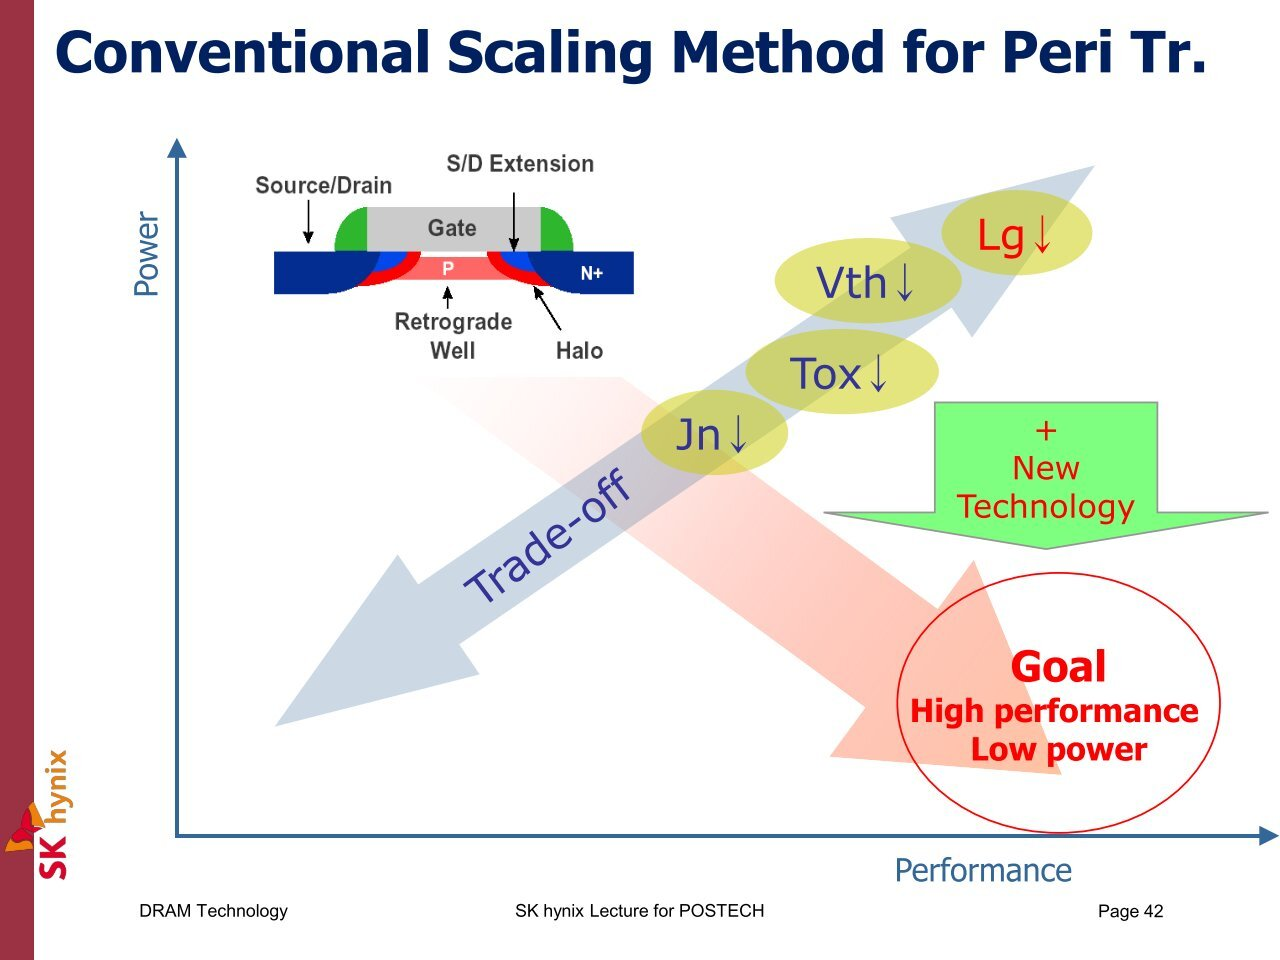 Conventional Scaling Method for Peri Tr.
Power
S/D Extension
Source/Drain
Gate
P
N+
Retrograde
Well
Halo
Lg↓
Vth↓
Tox↓
Jn↓
Trade-off
+
New
Technology
Goal
High performance
Low power
Performance
SK hynix
DRAM Technology
SK hynix Lecture for POSTECH
Page 42